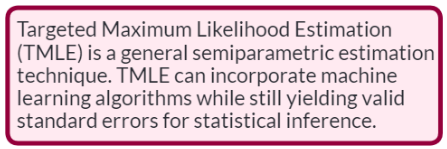 Targeted Maximum Likelihood Estimation
(TMLE) is a general semiparametric estimation
technique. TMLE can incorporate machine
learning algorithms while still yielding valid
standard errors for statistical inference.